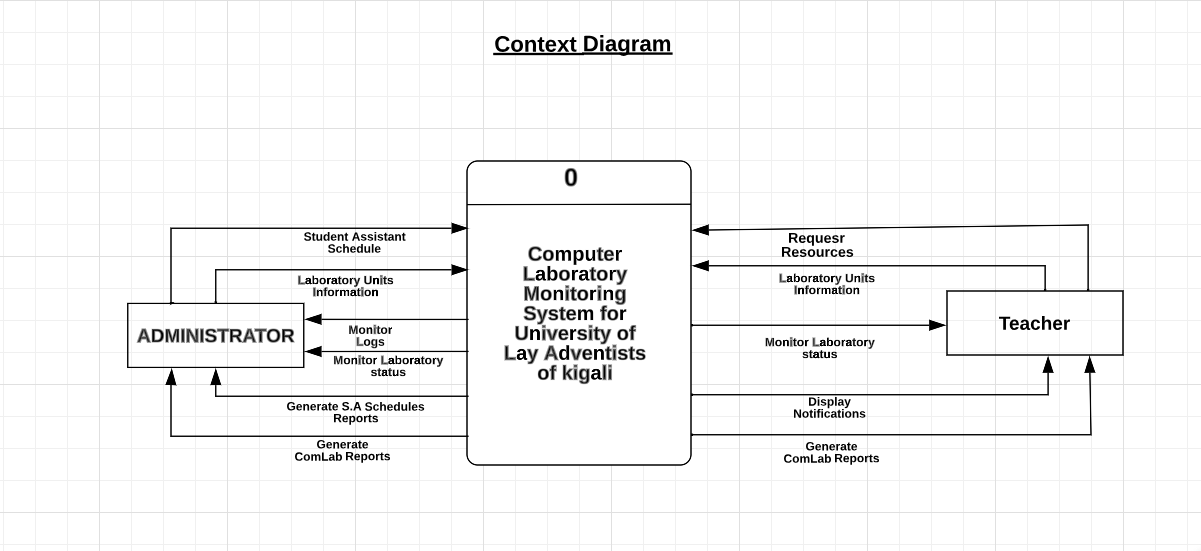 Context Diagram
0
Computer
Laboratory
Monitoring
System for
University of
Lay Adventists
of kigali
Student Assistant
Schedule
Laboratory Units
Information
ADMINISTRATOR
Monitor
Logs
Monitor Laboratory
status
Generate S.A Schedules
Reports
Generate
ComLab Reports
Requesr
Resources
Laboratory Units
Information
Teacher
Monitor Laboratory
status
Display
Notifications
Generate
ComLab Reports